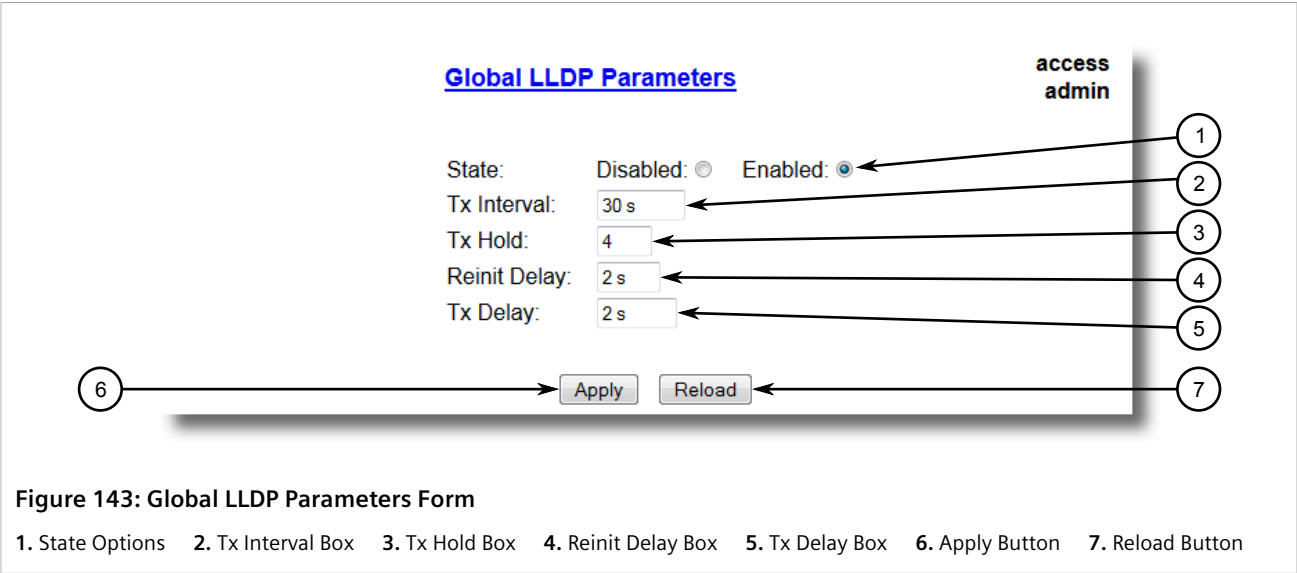 Global LLDP Parameters
access
admin
State: Disabled: Enabled:
1
Tx Interval: 30 s
2
Tx Hold: 4
3
Reinit Delay: 2 s
4
Tx Delay: 2 s
5
6
Apply Reload
7
Figure 143: Global LLDP Parameters Form
1. State Options 2. Tx Interval Box 3. Tx Hold Box 4. Reinit Delay Box 5. Tx Delay Box 6. Apply Button 7. Reload Button